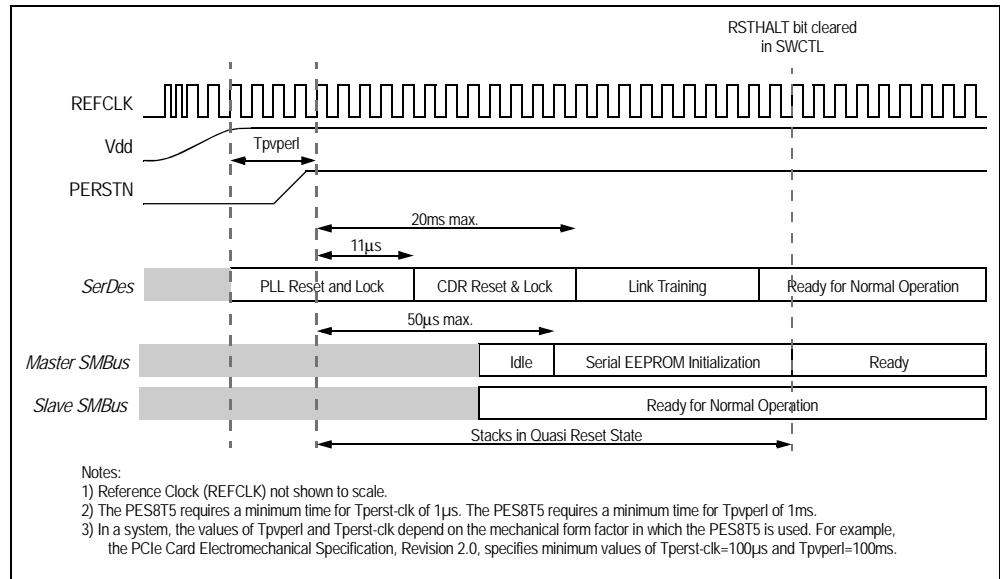 RSTHALT bit cleared
in SWCTL
REFCLK
Vdd
Tpvperl
PERSTN
20ms max.
11μs
SerDes
PLL Reset and Lock
CDR Reset & Lock
Link Training
Ready for Normal Operation
50μs max.
Master SMBus
Idle
Serial EEPROM Initialization
Ready
Slave SMBus
Ready for Normal Operation
Stacks in Quasi Reset State
Notes:
1) Reference Clock (REFCLK) not shown to scale.
2) The PES8T5 requires a minimum time for Tperst-clk of 1μs. The PES8T5 requires a minimum time for Tpvperl of 1ms.
3) In a system, the values of Tpvperl and Tperst-clk depend on the mechanical form factor in which the PES8T5 is used. For example,
the PCIe Card Electromechanical Specification, Revision 2.0, specifies minimum values of Tperst-clk=100μs and Tpvperl=100ms.